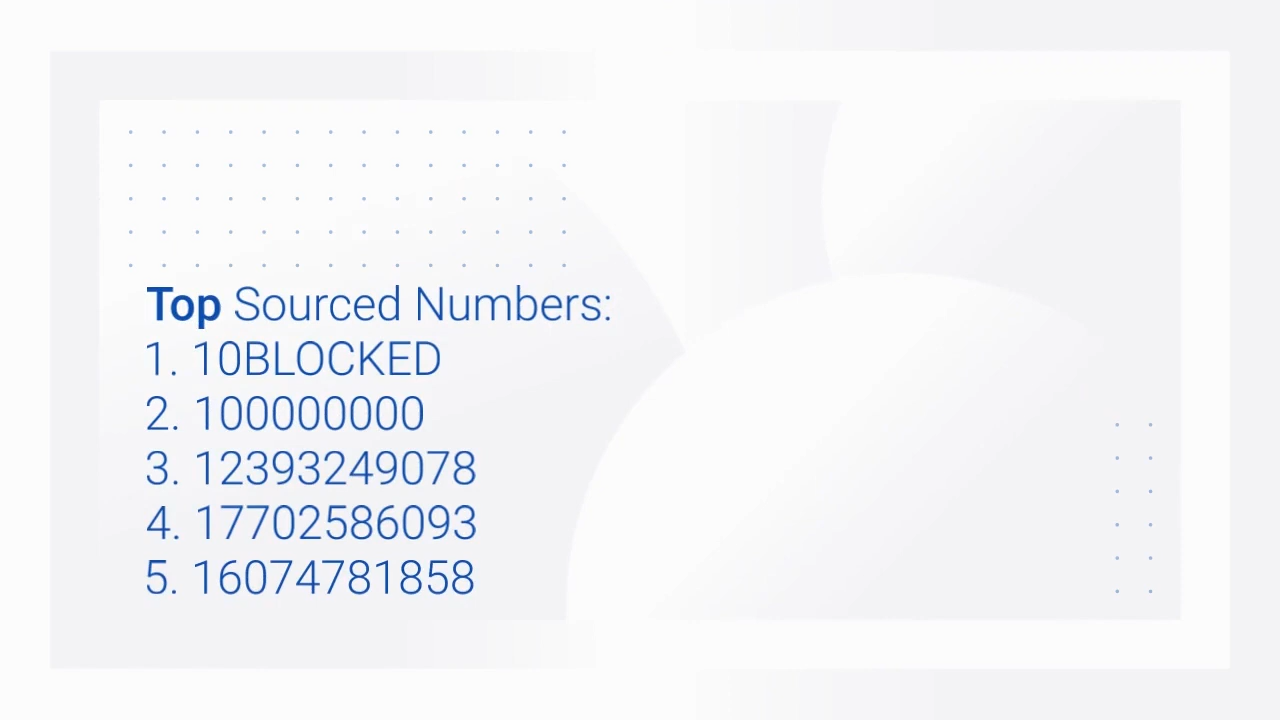 Top Sourced Numbers:
1. 10BLOCKED
2. 100000000
3. 12393249078
4. 17702586093
5. 16074781858